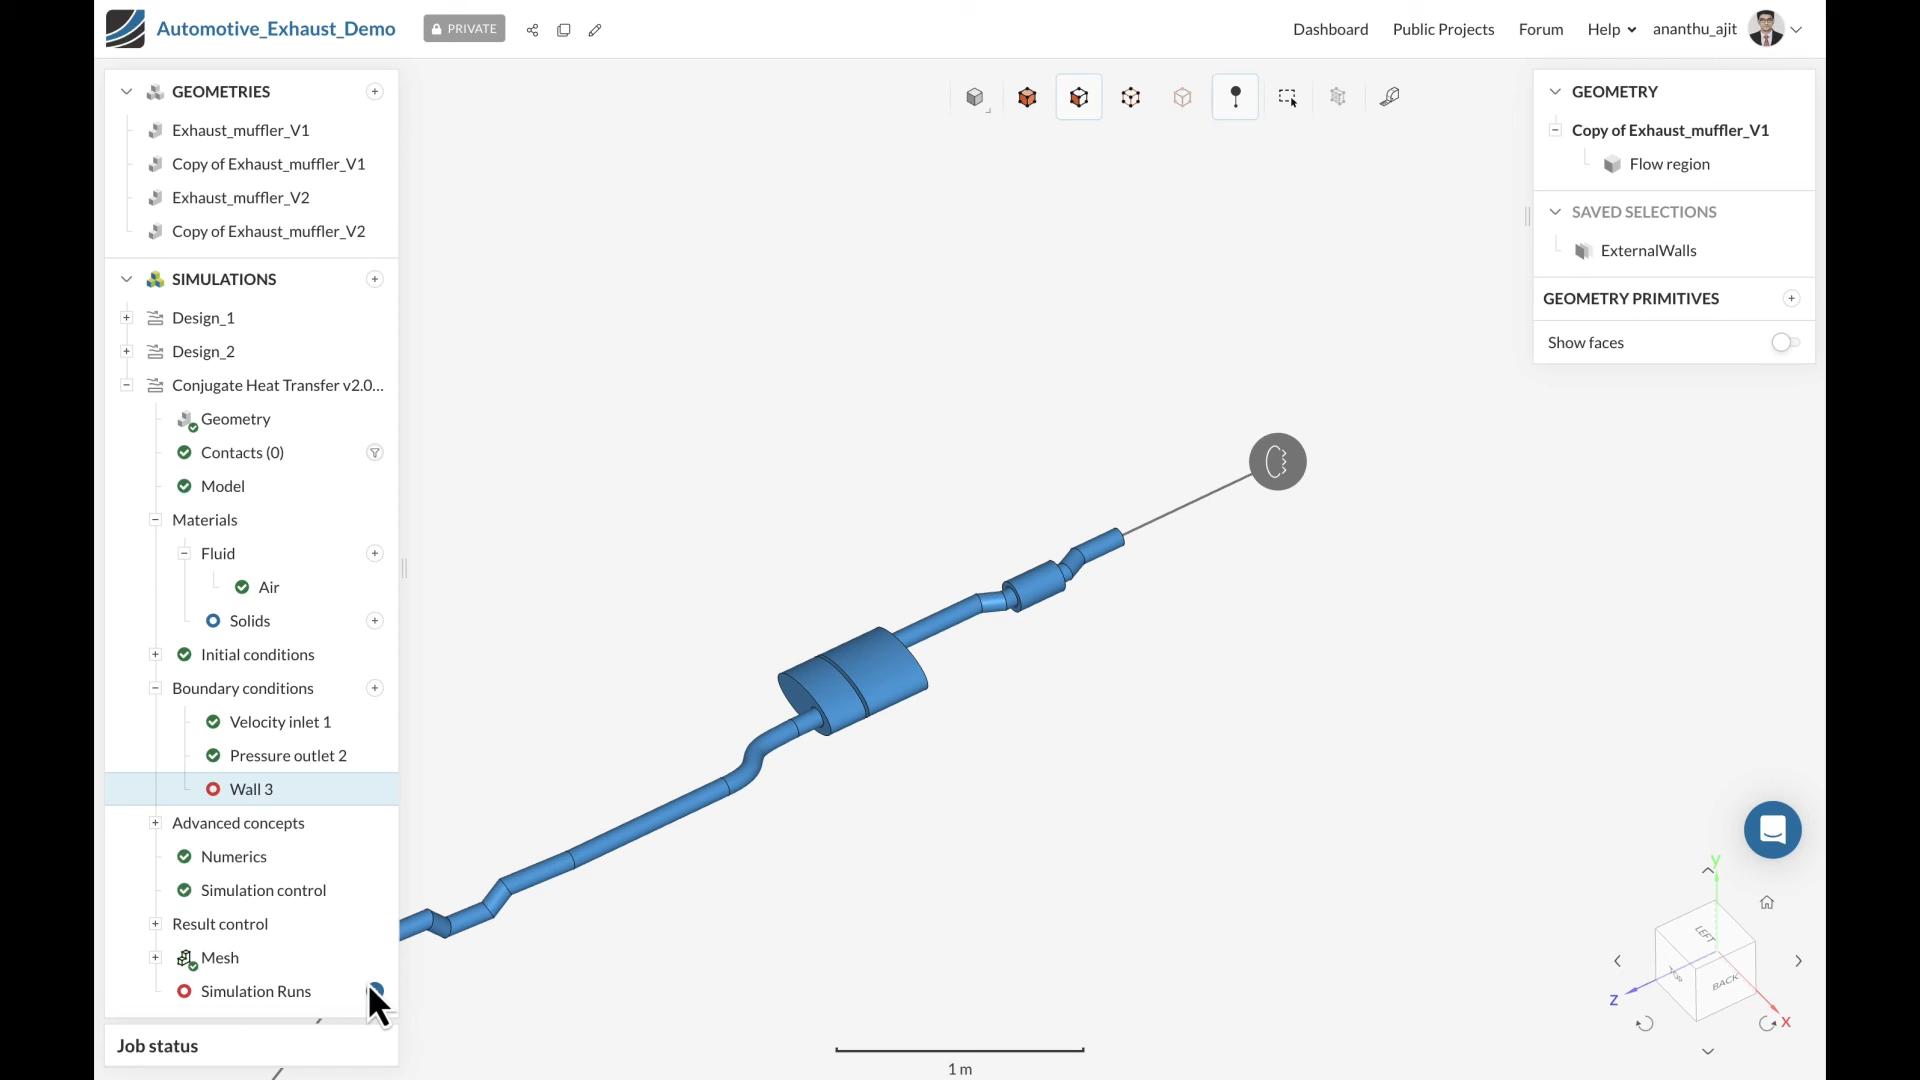 Automotive_Exhaust_Demo
PRIVATE
Dashboard
Public Projects
Forum
Help
ananthu_ajit
GEOMETRIES
Exhaust_muffler_V1
Copy of Exhaust_muffler_V1
Exhaust_muffler_V2
Copy of Exhaust_muffler_V2
SIMULATIONS
Design_1
Design_2
Conjugate Heat Transfer v2.0...
Geometry
Contacts (0)
Model
Materials
Fluid
Air
Solids
Initial conditions
Boundary conditions
Velocity inlet 1
Pressure outlet 2
Wall 3
Advanced concepts
Numerics
Simulation control
Result control
Mesh
Simulation Runs
Job status
GEOMETRY
Copy of Exhaust_muffler_V1
Flow region
SAVED SELECTIONS
ExternalWalls
GEOMETRY PRIMITIVES
Show faces
1 m
Y
LEFT
TOP
BACK
Z
X